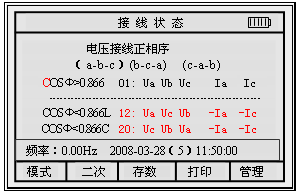 接线状态
电压接线正相序
(a-b-c) (b-c-a) (c-a-b)
COSΦ>0.866 01: Ua Ub Uc Ia Ic
COSΦ<0.866L 12: Ua Uc Ub -Ia -Ic
COSΦ<0.866C 20: Uc Ub Ua -Ia -Ic
频率:0.00Hz 2008-03-28(5)11:50:00
模式 二次 存数 打印 管理